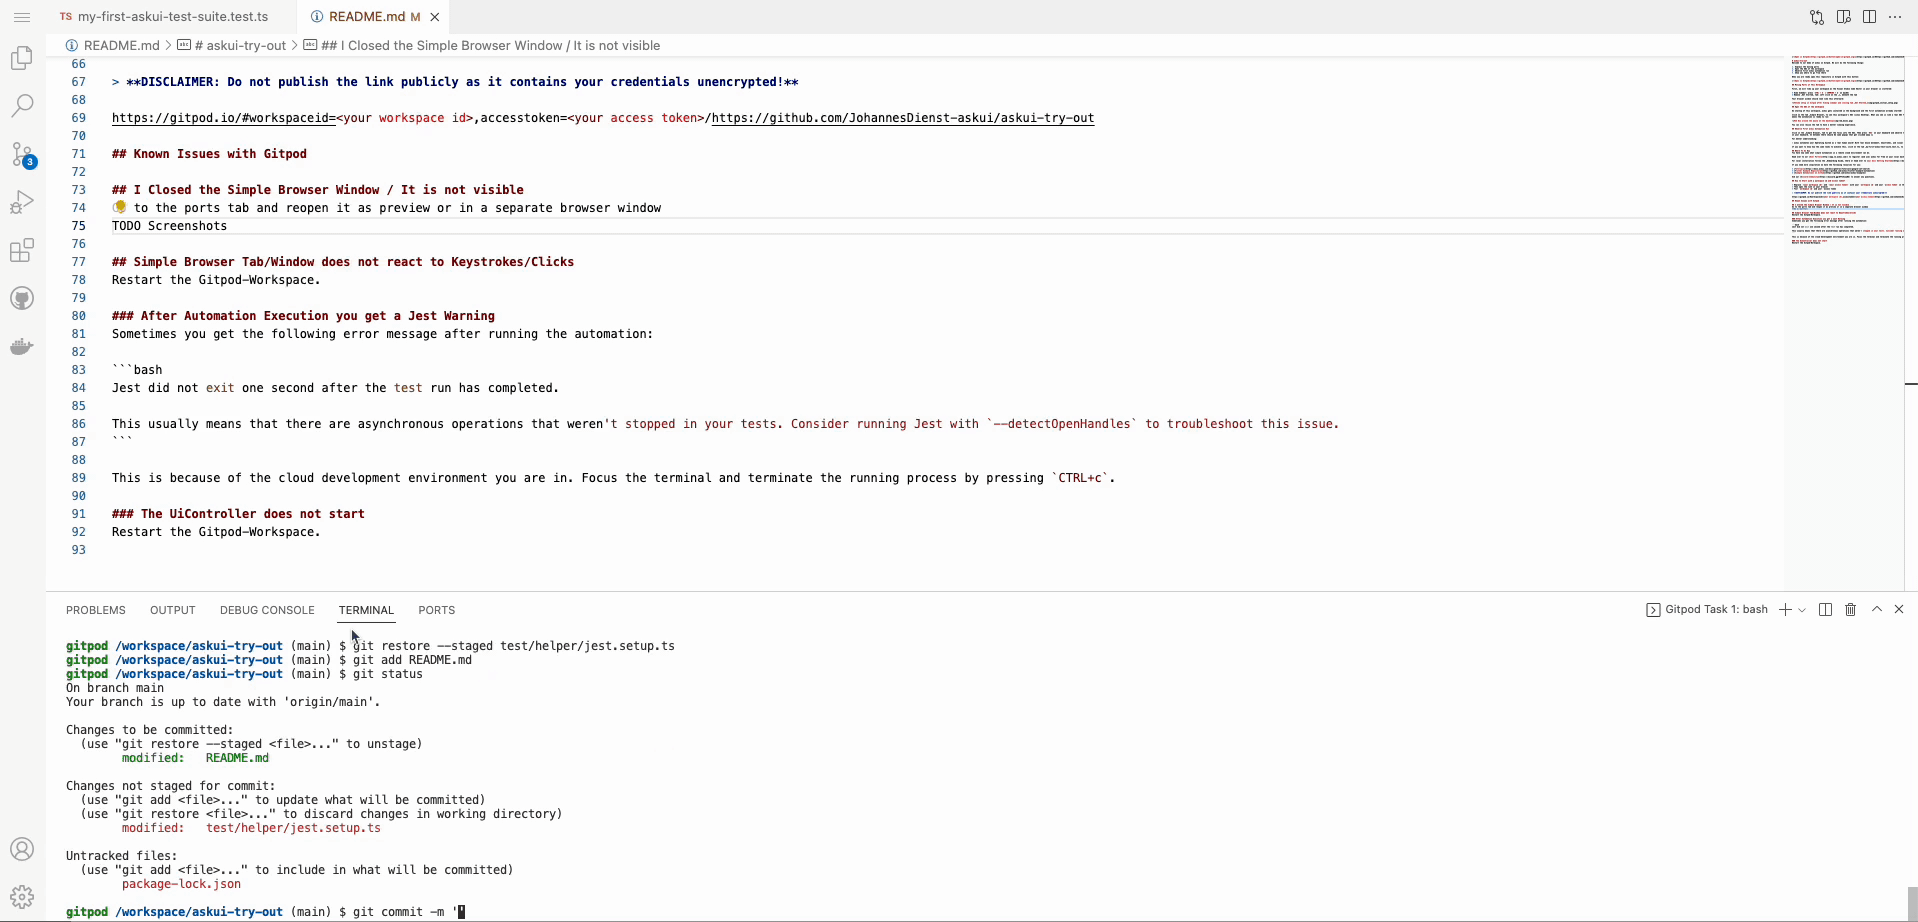 TS my-first-askui-test-suite.test.ts
README.md M
README.md > # askui-try-out > ## I Closed the Simple Browser Window / It is not visible
66
67 > **DISCLAIMER: Do not publish the link publicly as it contains your credentials unencrypted!**
68
69 https://gitpod.io/#workspaceid=<your workspace id>,accesstoken=<your access token>/https://github.com/JohannesDienst-askui/askui-try-out
70
71 ## Known Issues with Gitpod
72
73 ## I Closed the Simple Browser Window / It is not visible
74 to the ports tab and reopen it as preview or in a separate browser window
75 TODO Screenshots
76
77 ## Simple Browser Tab/Window does not react to Keystrokes/Clicks
78 Restart the Gitpod-Workspace.
79
80 ### After Automation Execution you get a Jest Warning
81 Sometimes you get the following error message after running the automation:
82
83 ```bash
84 Jest did not exit one second after the test run has completed.
85
86 This usually means that there are asynchronous operations that weren't stopped in your tests. Consider running Jest with `--detectOpenHandles` to troubleshoot this issue.
87 ```
88
89 This is because of the cloud development environment you are in. Focus the terminal and terminate the running process by pressing `CTRL+c`.
90
91 ### The UiController does not start
92 Restart the Gitpod-Workspace.
93
3
PROBLEMS OUTPUT DEBUG CONSOLE TERMINAL PORTS
Gitpod Task 1: bash
gitpod /workspace/askui-try-out (main) $ git restore --staged test/helper/jest.setup.ts
gitpod /workspace/askui-try-out (main) $ git add README.md
gitpod /workspace/askui-try-out (main) $ git status
On branch main
Your branch is up to date with 'origin/main'.
Changes to be committed:
(use "git restore --staged <file>..." to unstage)
modified: README.md
Changes not staged for commit:
(use "git add <file>..." to update what will be committed)
(use "git restore <file>..." to discard changes in working directory)
modified: test/helper/jest.setup.ts
Untracked files:
(use "git add <file>..." to include in what will be committed)
package-lock.json
gitpod /workspace/askui-try-out (main) $ git commit -m ''